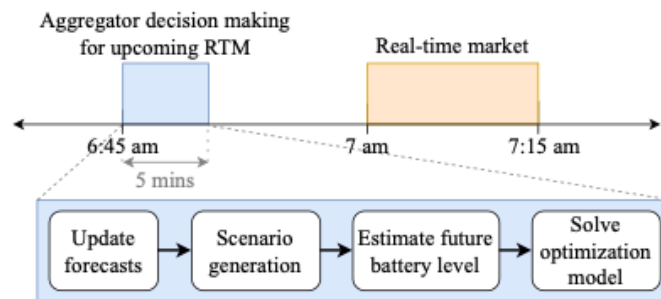 Aggregator decision making
for upcoming RTM
Real-time market
6:45 am
7 am
7:15 am
5 mins
Update
forecasts
Scenario
generation
Estimate future
battery level
Solve
optimization
model